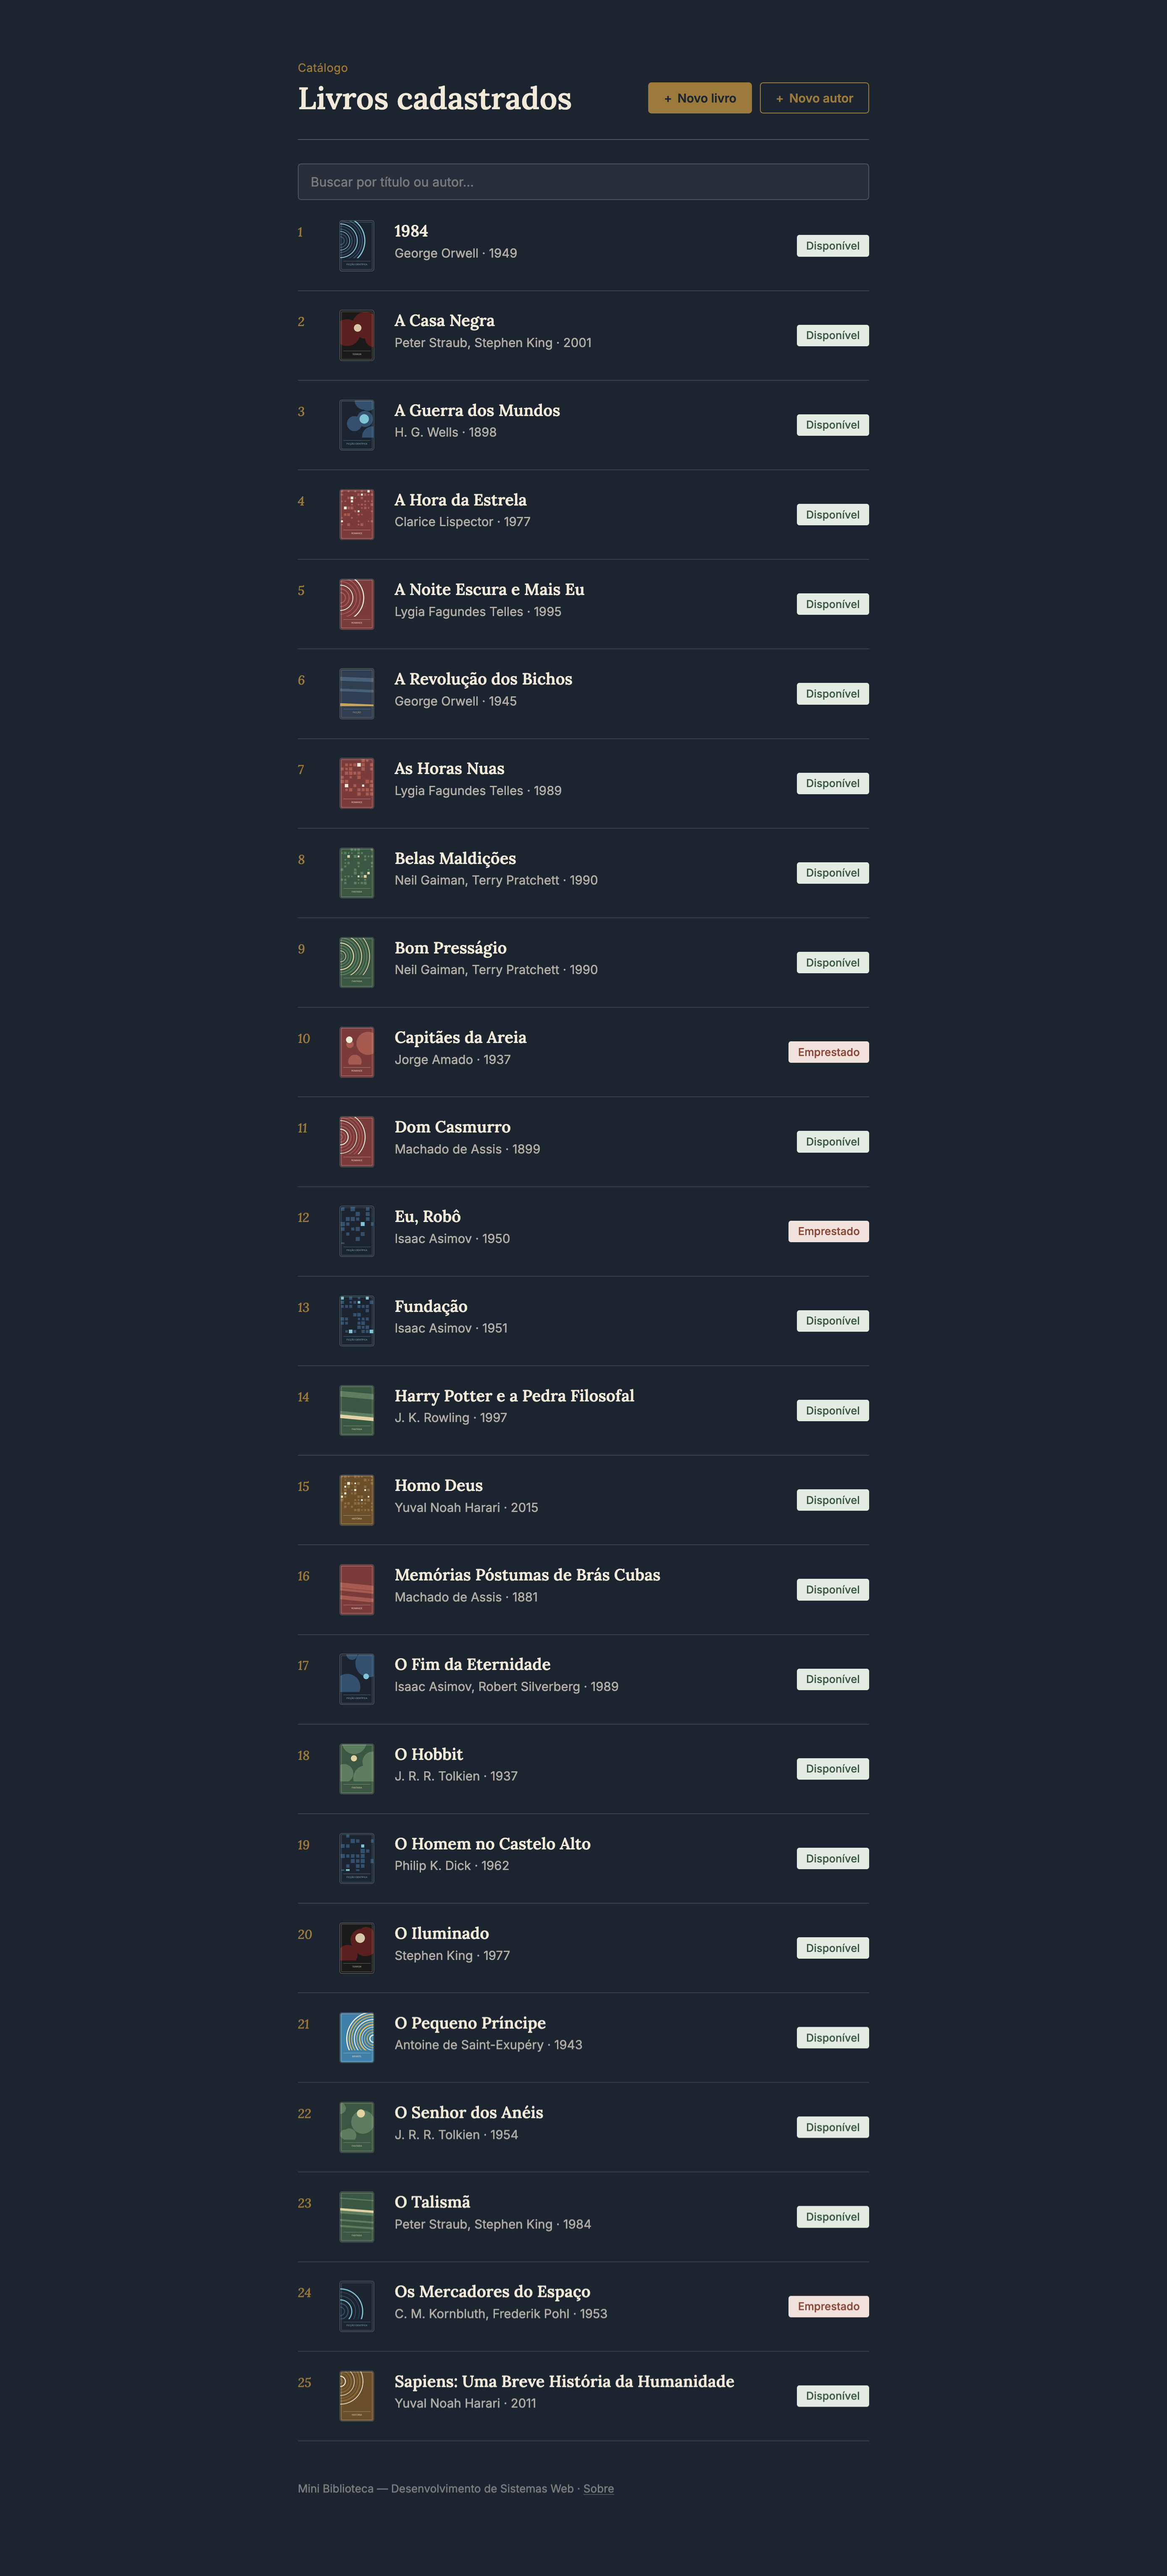 Catálogo
Livros cadastrados
+ Novo livro
+ Novo autor
Buscar por título ou autor...
1
1984
George Orwell · 1949
Disponível
2
A Casa Negra
Peter Straub, Stephen King · 2001
Disponível
3
A Guerra dos Mundos
H. G. Wells · 1898
Disponível
4
A Hora da Estrela
Clarice Lispector · 1977
Disponível
5
A Noite Escura e Mais Eu
Lygia Fagundes Telles · 1995
Disponível
6
A Revolução dos Bichos
George Orwell · 1945
Disponível
7
As Horas Nuas
Lygia Fagundes Telles · 1989
Disponível
8
Belas Maldições
Neil Gaiman, Terry Pratchett · 1990
Disponível
9
Bom Presságio
Neil Gaiman, Terry Pratchett · 1990
Disponível
10
Capitães da Areia
Jorge Amado · 1937
Emprestado
11
Dom Casmurro
Machado de Assis · 1899
Disponível
12
Eu, Robô
Isaac Asimov · 1950
Emprestado
13
Fundação
Isaac Asimov · 1951
Disponível
14
Harry Potter e a Pedra Filosofal
J. K. Rowling · 1997
Disponível
15
Homo Deus
Yuval Noah Harari · 2015
Disponível
16
Memórias Póstumas de Brás Cubas
Machado de Assis · 1881
Disponível
17
O Fim da Eternidade
Isaac Asimov, Robert Silverberg · 1989
Disponível
18
O Hobbit
J. R. R. Tolkien · 1937
Disponível
19
O Homem no Castelo Alto
Philip K. Dick · 1962
Disponível
20
O Iluminado
Stephen King · 1977
Disponível
21
O Pequeno Príncipe
Antoine de Saint-Exupéry · 1943
Disponível
22
O Senhor dos Anéis
J. R. R. Tolkien · 1954
Disponível
23
O Talismã
Peter Straub, Stephen King · 1984
Disponível
24
Os Mercadores do Espaço
C. M. Kornbluth, Frederik Pohl · 1953
Emprestado
25
Sapiens: Uma Breve História da Humanidade
Yuval Noah Harari · 2011
Disponível
Mini Biblioteca — Desenvolvimento de Sistemas Web · Sobre